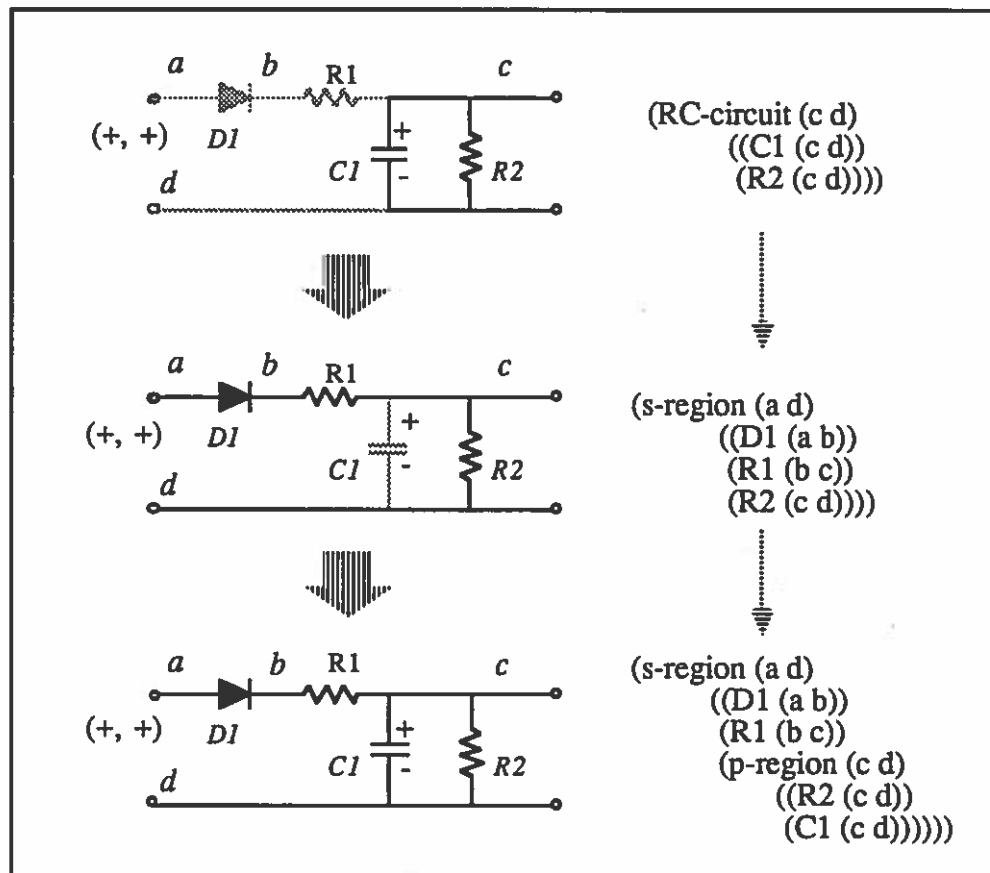 a b R1 c
(+, +) D1 C1 + - R2
d
(RC-circuit (c d)
((C1 (c d))
(R2 (c d))))
a b R1 c
(+, +) D1 C1 + - R2
d
(s-region (a d)
((D1 (a b))
(R1 (b c))
(R2 (c d))))
a b R1 c
(+, +) D1 C1 + - R2
d
(s-region (a d)
((D1 (a b))
(R1 (b c))
(p-region (c d)
((R2 (c d))
(C1 (c d))))))